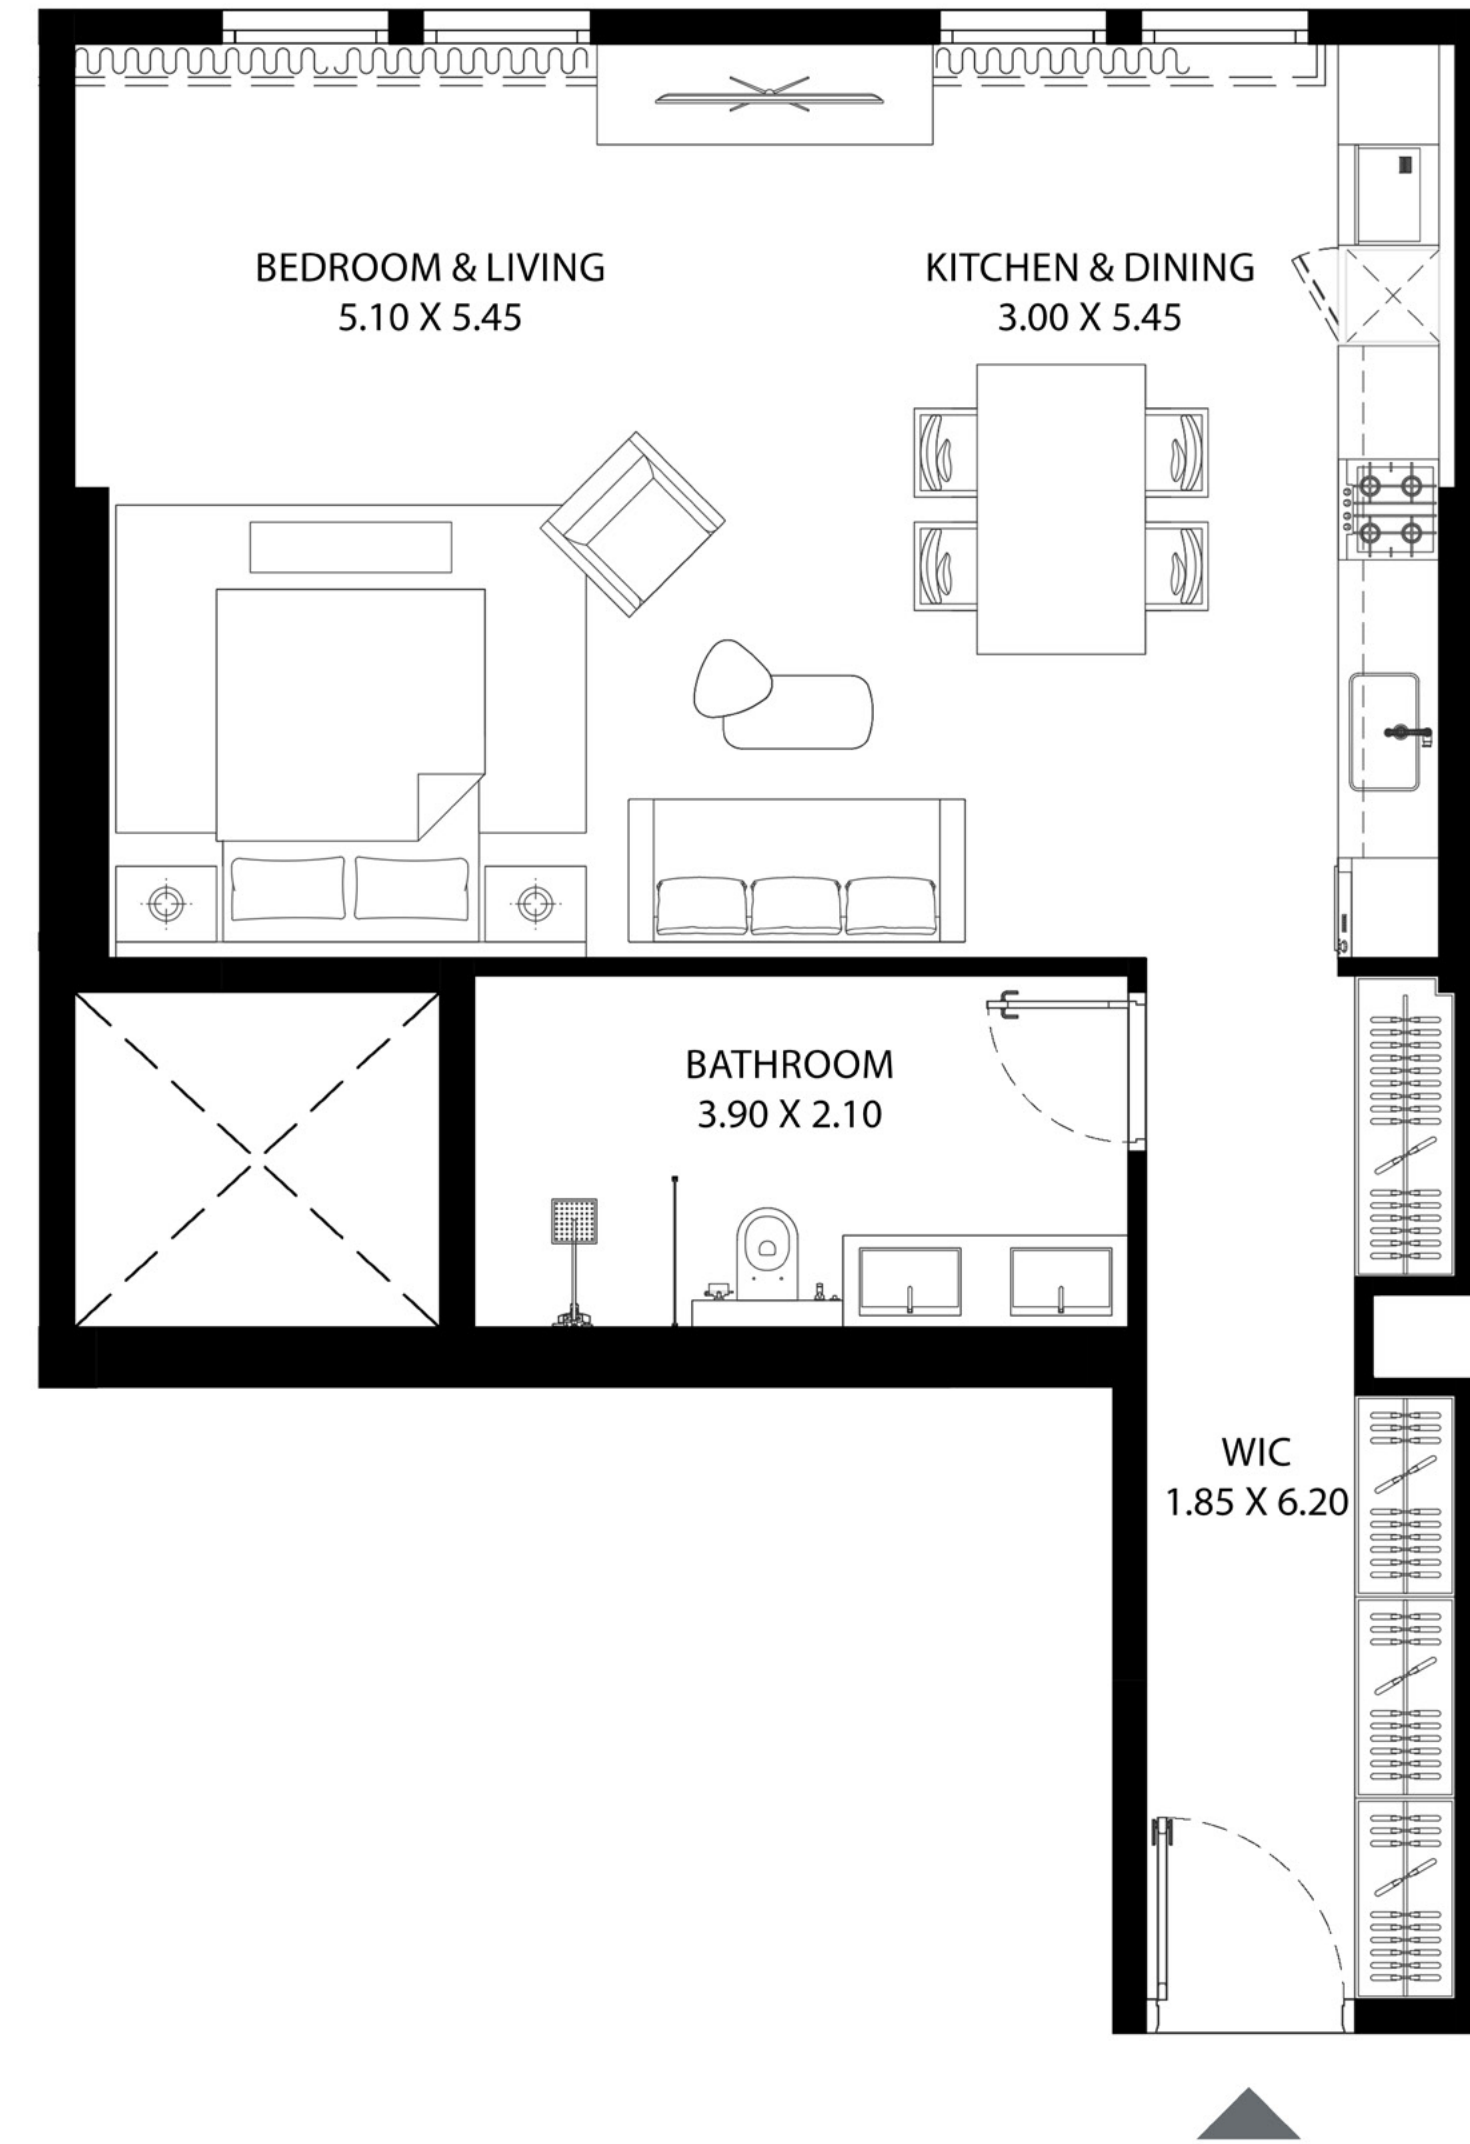 BEDROOM & LIVING
5.10 X 5.45
KITCHEN & DINING
3.00 X 5.45
BATHROOM
3.90 X 2.10
WIC
1.85 X 6.20